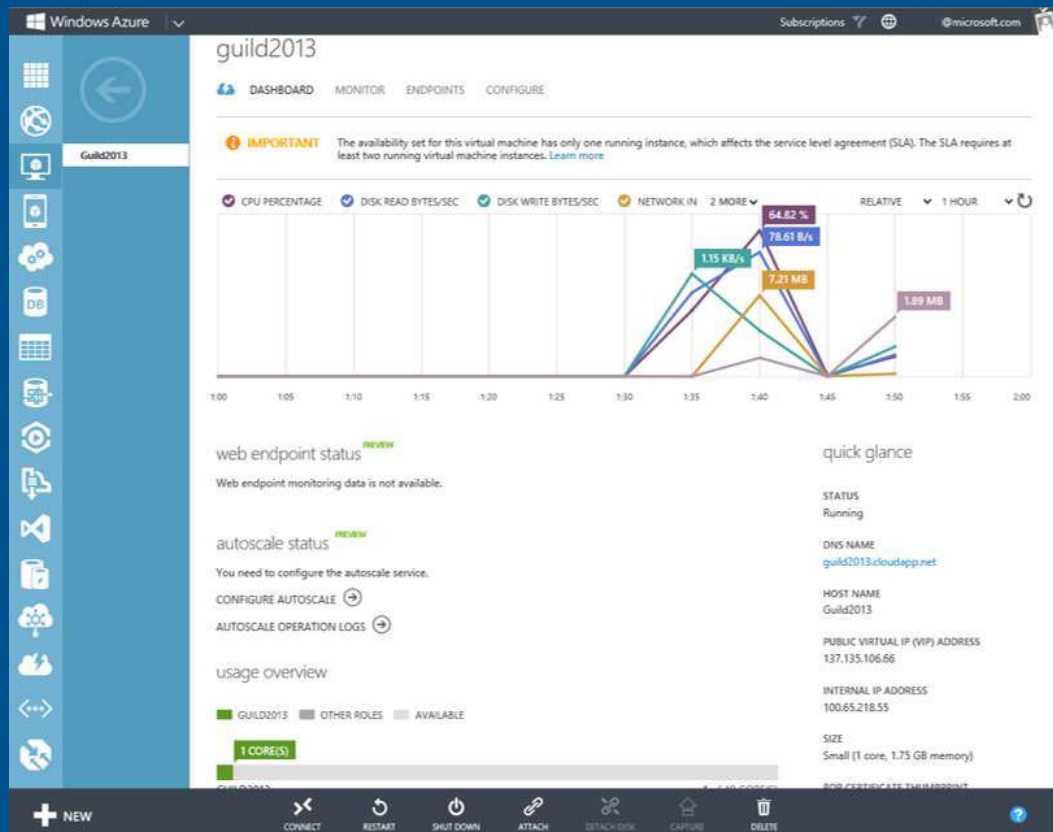 Windows Azure
Subscriptions
@microsoft.com
guild2013
DASHBOARD MONITOR ENDPOINTS CONFIGURE
Guild2013
IMPORTANT
The availability set for this virtual machine has only one running instance, which affects the service level agreement (SLA). The SLA requires at
least two running virtual machine instances. Learn more
CPU PERCENTAGE DISK READ BYTES/SEC DISK WRITE BYTES/SEC NETWORK IN 2 MORE RELATIVE 1 HOUR
64.82 %
78.61 B/s
1.15 KB/s
7.21 MB
1.89 MB
1:00 1:05 1:10 1:15 1:20 1:25 1:30 1:35 1:40 1:45 1:50 1:55 2:00
DB
web endpoint status PREVIEW
Web endpoint monitoring data is not available.
autoscale status PREVIEW
You need to configure the autoscale service.
CONFIGURE AUTOSCALE
AUTOSCALE OPERATION LOGS
usage overview
GUILD2013 OTHER ROLES AVAILABLE
1 CORE(S)
quick glance
STATUS
Running
DNS NAME
guild2013.cloudapp.net
HOST NAME
Guild2013
PUBLIC VIRTUAL IP (VIP) ADDRESS
137.135.106.66
INTERNAL IP ADDRESS
100.65.218.55
SIZE
Small (1 core, 1.75 GB memory)
NEW
CONNECT
RESTART
SHUT DOWN
ATTACH
DETACH DISK
CAPTURE
DELETE
?